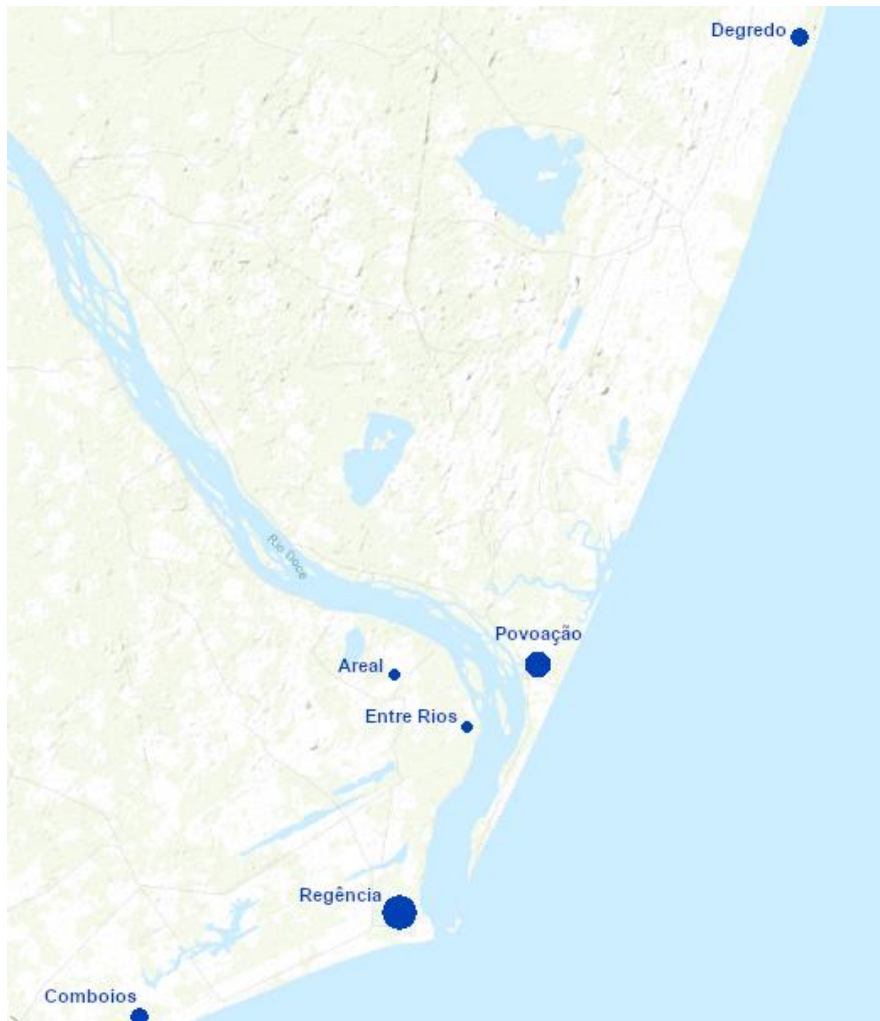 Degredo
Rio Doce
Povoação
Areal
Entre Rios
Regência
Comboios